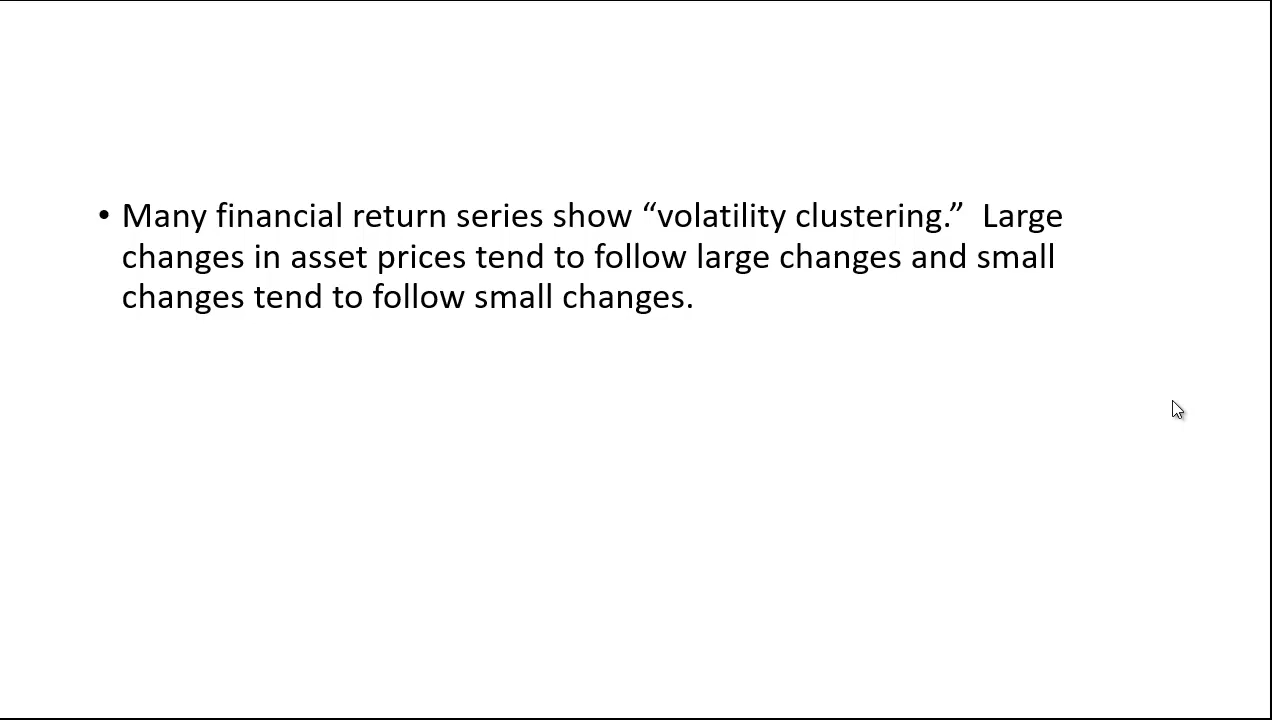 • Many financial return series show “volatility clustering.”  Large
changes in asset prices tend to follow large changes and small
changes tend to follow small changes.